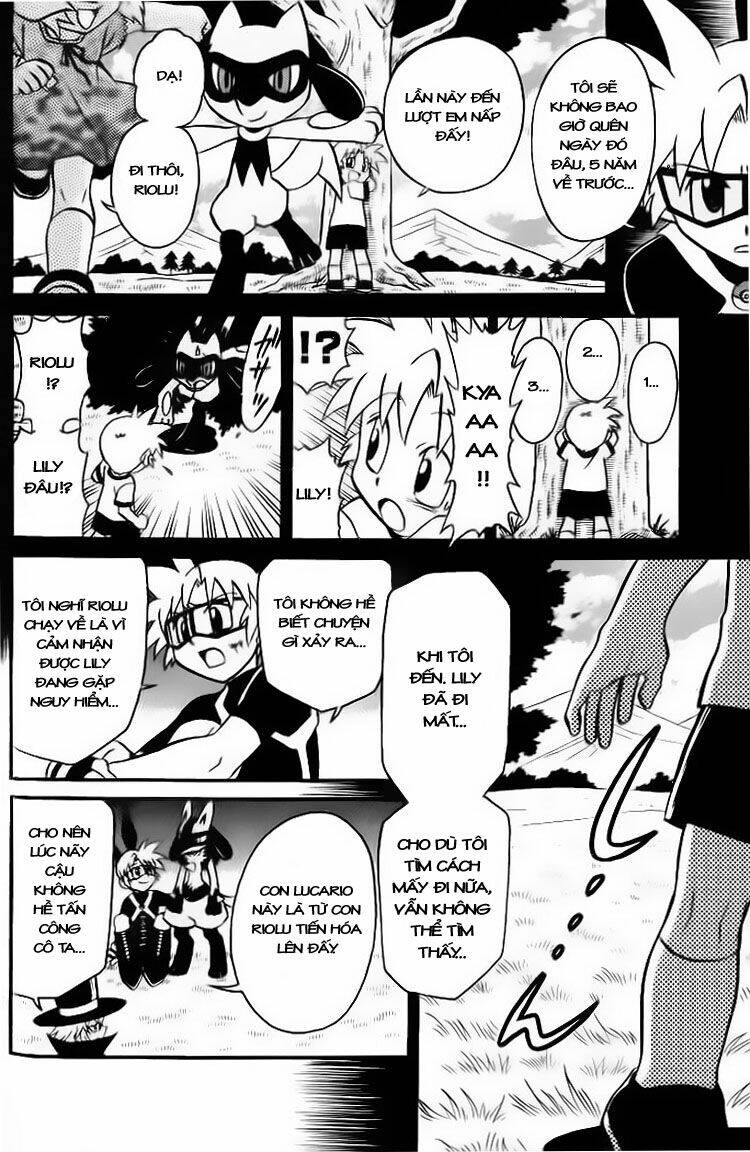 TÔI SẼ
KHÔNG BAO
GIỜ QUÊN
NGÀY ĐÓ
ĐÂU, 5 NĂM
VỀ TRƯỚC...
LẦN NÀY ĐẾN
LƯỢT EM NẤP
ĐẤY!
DẠ!
ĐI THÔI,
RIOLU!
1...
2...
3...
KYA
AA
AA
!!
!?
LILY!
RIOLU
!?
LILY
ĐÂU!?
KHI TÔI
ĐẾN. LILY
ĐÃ ĐI
MẤT...
CHO DÙ TÔI
TÌM CÁCH
MẤY ĐI NỮA,
VẪN KHÔNG
THỂ TÌM
THẤY...
TÔI KHÔNG HỀ
BIẾT CHUYỆN
GÌ XẢY RA...
TÔI NGHĨ RIOLU
CHẠY VỀ LÀ VÌ
CẢM NHẬN
ĐƯỢC LILY
ĐANG GẶP
NGUY HIỂM...
CON LUCARIO
NÀY LÀ TỪ CON
RIOLU TIẾN HÓA
LÊN ĐẤY.
CHO NÊN
LÚC NÃY
CẬU
KHÔNG
HỀ TẤN
CÔNG
CÔ TA...